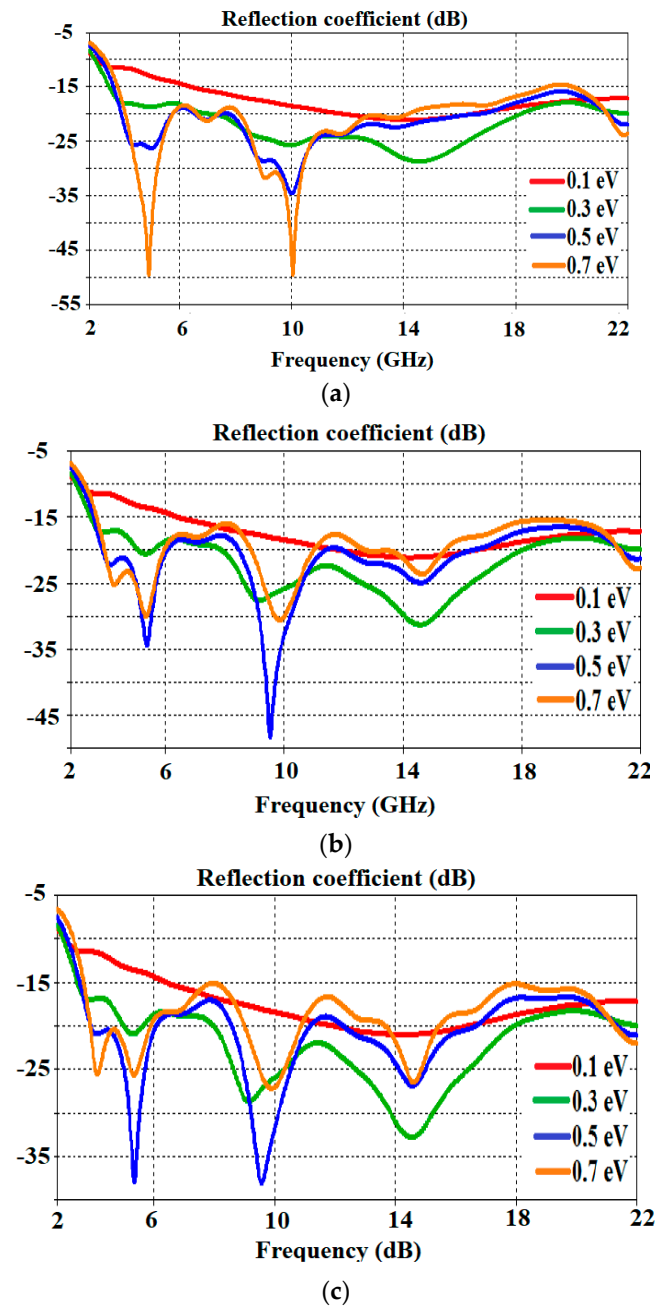 Reflection coefficient (dB)
-5
-15
-25
-35
-45
-55
0.1 eV
0.3 eV
0.5 eV
0.7 eV
2 6 10 14 18 22
Frequency (GHz)
(a)
Reflection coefficient (dB)
-5
-15
-25
-35
-45
0.1 eV
0.3 eV
0.5 eV
0.7 eV
2 6 10 14 18 22
Frequency (GHz)
(b)
Reflection coefficient (dB)
-5
-15
-25
-35
0.1 eV
0.3 eV
0.5 eV
0.7 eV
2 6 10 14 18 22
Frequency (dB)
(c)